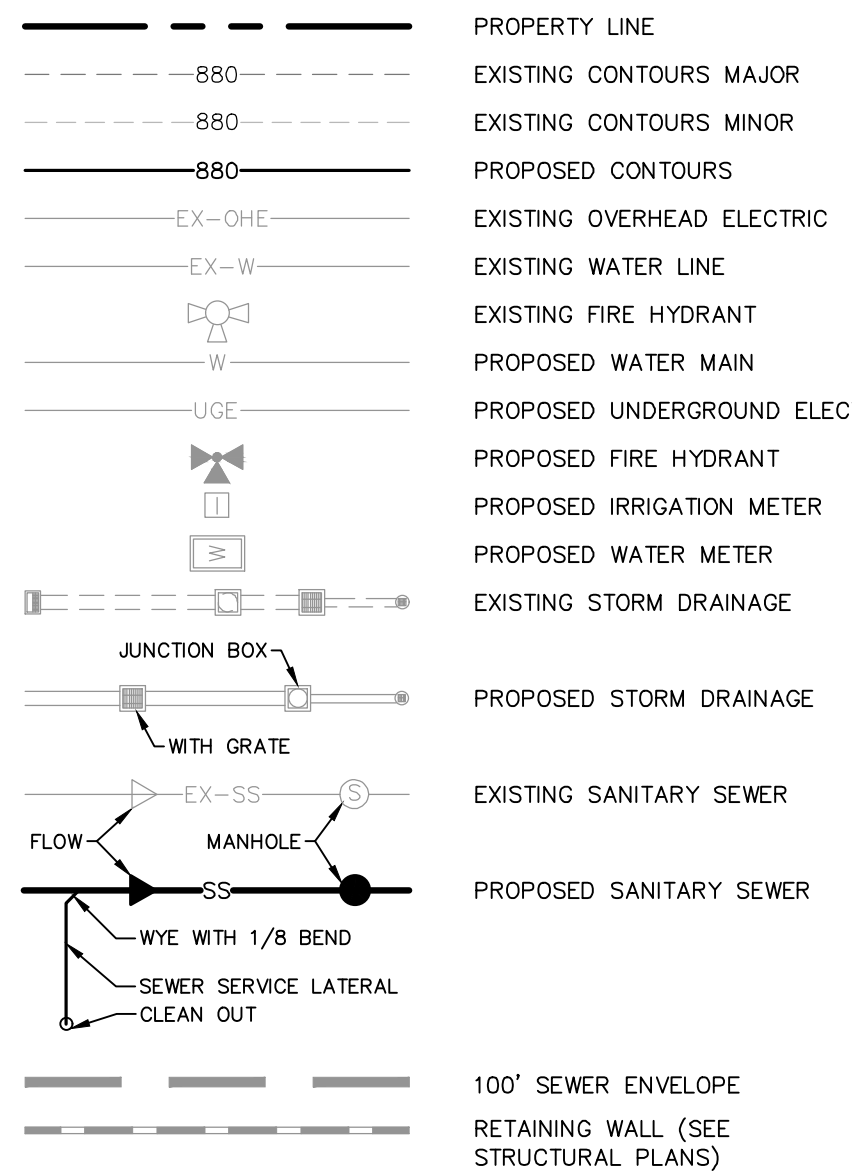 PROPERTY LINE
880 EXISTING CONTOURS MAJOR
880 EXISTING CONTOURS MINOR
880 PROPOSED CONTOURS
EX-OHE EXISTING OVERHEAD ELECTRIC
EX-W EXISTING WATER LINE
EXISTING FIRE HYDRANT
W PROPOSED WATER MAIN
UGE PROPOSED UNDERGROUND ELEC
PROPOSED FIRE HYDRANT
I PROPOSED IRRIGATION METER
W PROPOSED WATER METER
EXISTING STORM DRAINAGE
JUNCTION BOX
PROPOSED STORM DRAINAGE
WITH GRATE
EX-SS S EXISTING SANITARY SEWER
FLOW MANHOLE
SS PROPOSED SANITARY SEWER
WYE WITH 1/8 BEND
SEWER SERVICE LATERAL
CLEAN OUT
100' SEWER ENVELOPE
RETAINING WALL (SEE
STRUCTURAL PLANS)